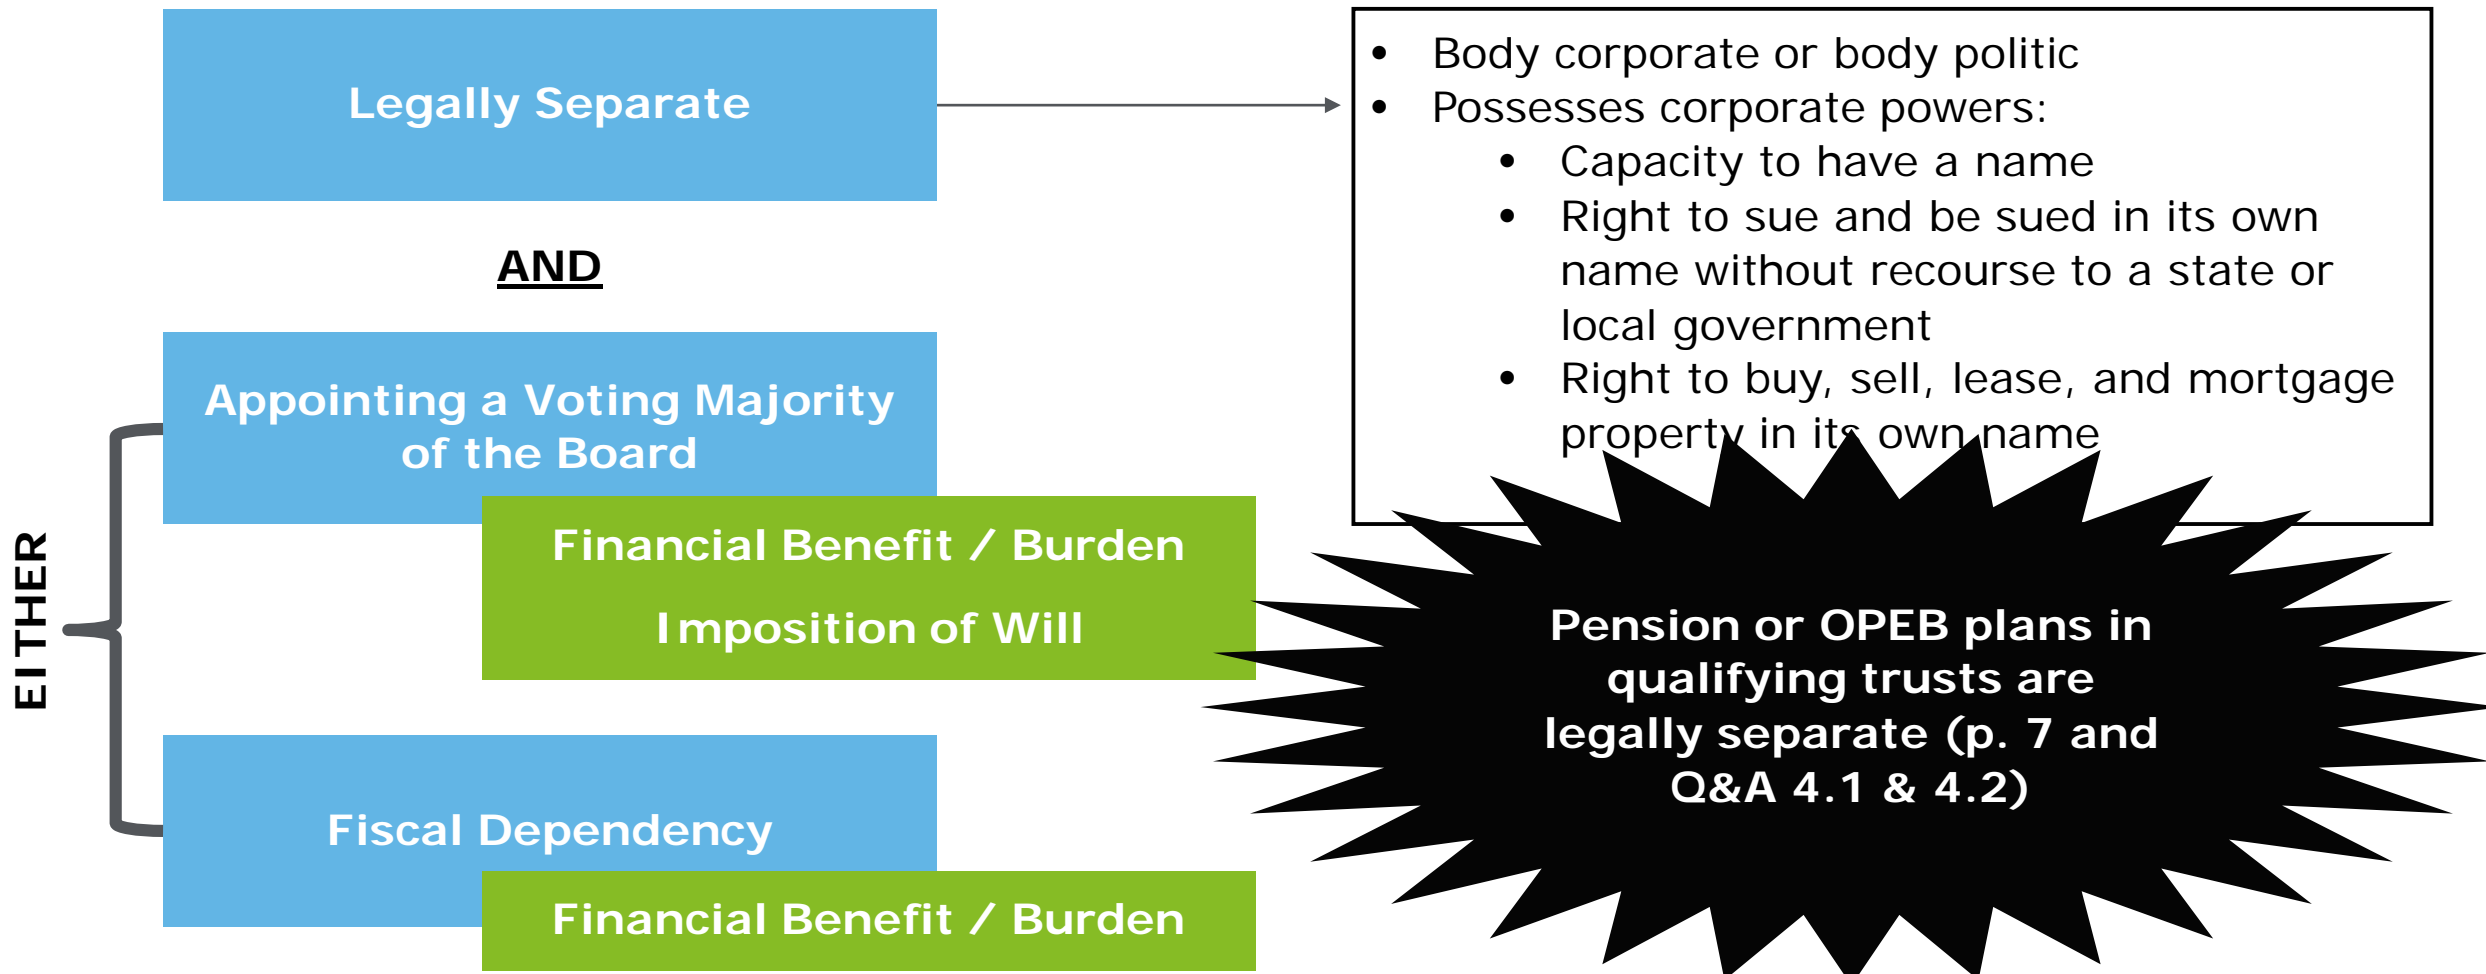 Legally Separate
AND
EITHER
Appointing a Voting Majority
of the Board
Financial Benefit / Burden
Imposition of Will
Fiscal Dependency
Financial Benefit / Burden
• Body corporate or body politic
• Possesses corporate powers:
• Capacity to have a name
• Right to sue and be sued in its own
name without recourse to a state or
local government
• Right to buy, sell, lease, and mortgage
property in its own name
Pension or OPEB plans in
qualifying trusts are
legally separate (p. 7 and
Q&A 4.1 & 4.2)